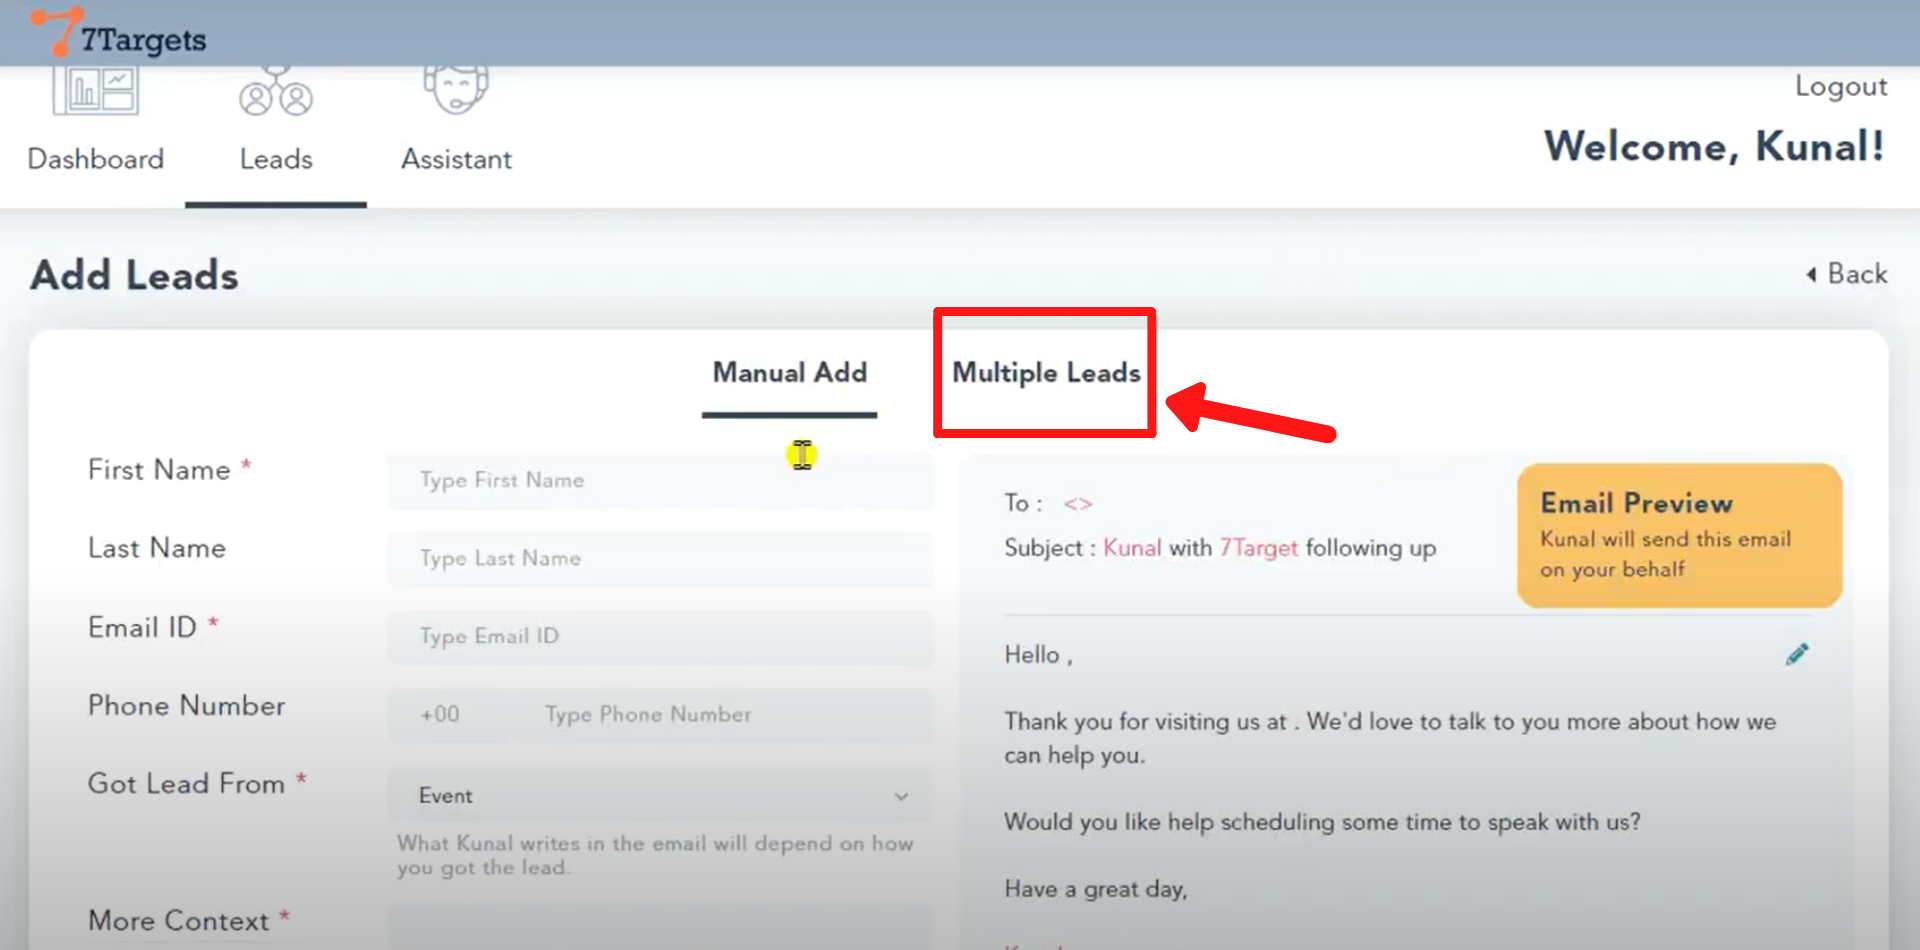 7Targets
Dashboard
Leads
Assistant
Logout
Welcome, Kunal!
Add Leads
Back
Manual Add
Multiple Leads
First Name *
Type First Name
Last Name
Type Last Name
Email ID *
Type Email ID
Phone Number
+00
Type Phone Number
Got Lead From *
Event
What Kunal writes in the email will depend on how
you got the lead.
More Context *
To : <>
Subject : Kunal with 7Target following up
Email Preview
Kunal will send this email
on your behalf
Hello ,
Thank you for visiting us at . We'd love to talk to you more about how we
can help you.
Would you like help scheduling some time to speak with us?
Have a great day,